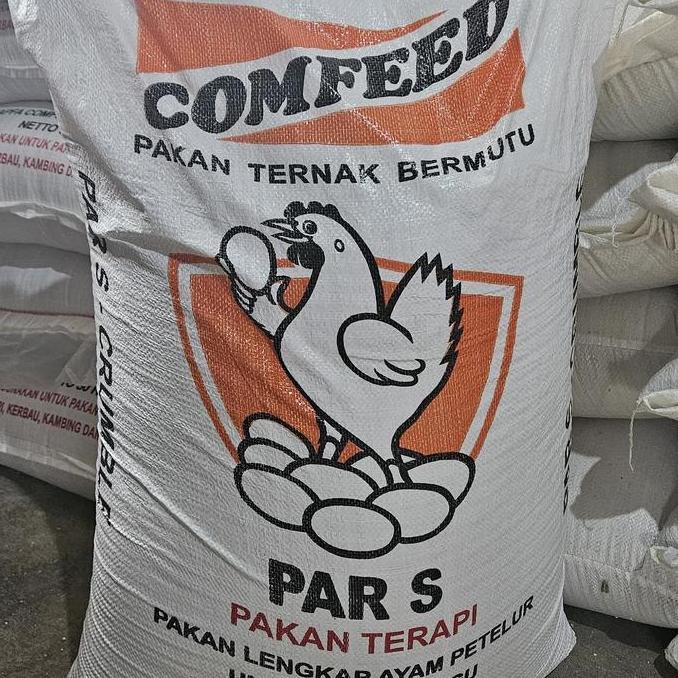 COMFEED
PAKAN TERNAK BERMUTU
PAR S - CRUMBLE
PAR S
PAKAN TERAPI
PAKAN LENGKAP AYAM PETELUR
NETTO
KERBAU, KAMBING DAN